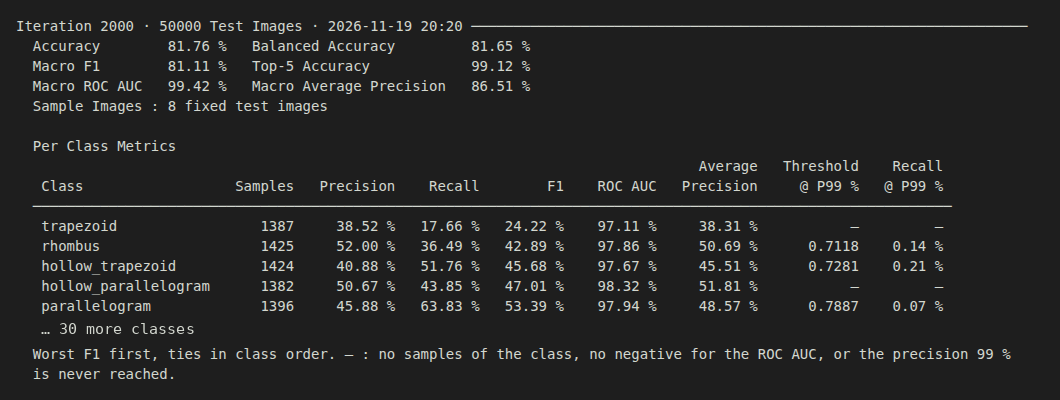 Iteration 2000 · 50000 Test Images · 2026-11-19 20:20
Accuracy 81.76 % Balanced Accuracy 81.65 %
Macro F1 81.11 % Top-5 Accuracy 99.12 %
Macro ROC AUC 99.42 % Macro Average Precision 86.51 %
Sample Images : 8 fixed test images
Per Class Metrics
Average Threshold Recall
Class Samples Precision Recall F1 ROC AUC Precision @ P99 % @ P99 %
trapezoid 1387 38.52 % 17.66 % 24.22 % 97.11 % 38.31 % — —
rhombus 1425 52.00 % 36.49 % 42.89 % 97.86 % 50.69 % 0.7118 0.14 %
hollow_trapezoid 1424 40.88 % 51.76 % 45.68 % 97.67 % 45.51 % 0.7281 0.21 %
hollow_parallelogram 1382 50.67 % 43.85 % 47.01 % 98.32 % 51.81 % — —
parallelogram 1396 45.88 % 63.83 % 53.39 % 97.94 % 48.57 % 0.7887 0.07 %
… 30 more classes
Worst F1 first, ties in class order. — : no samples of the class, no negative for the ROC AUC, or the precision 99 %
is never reached.